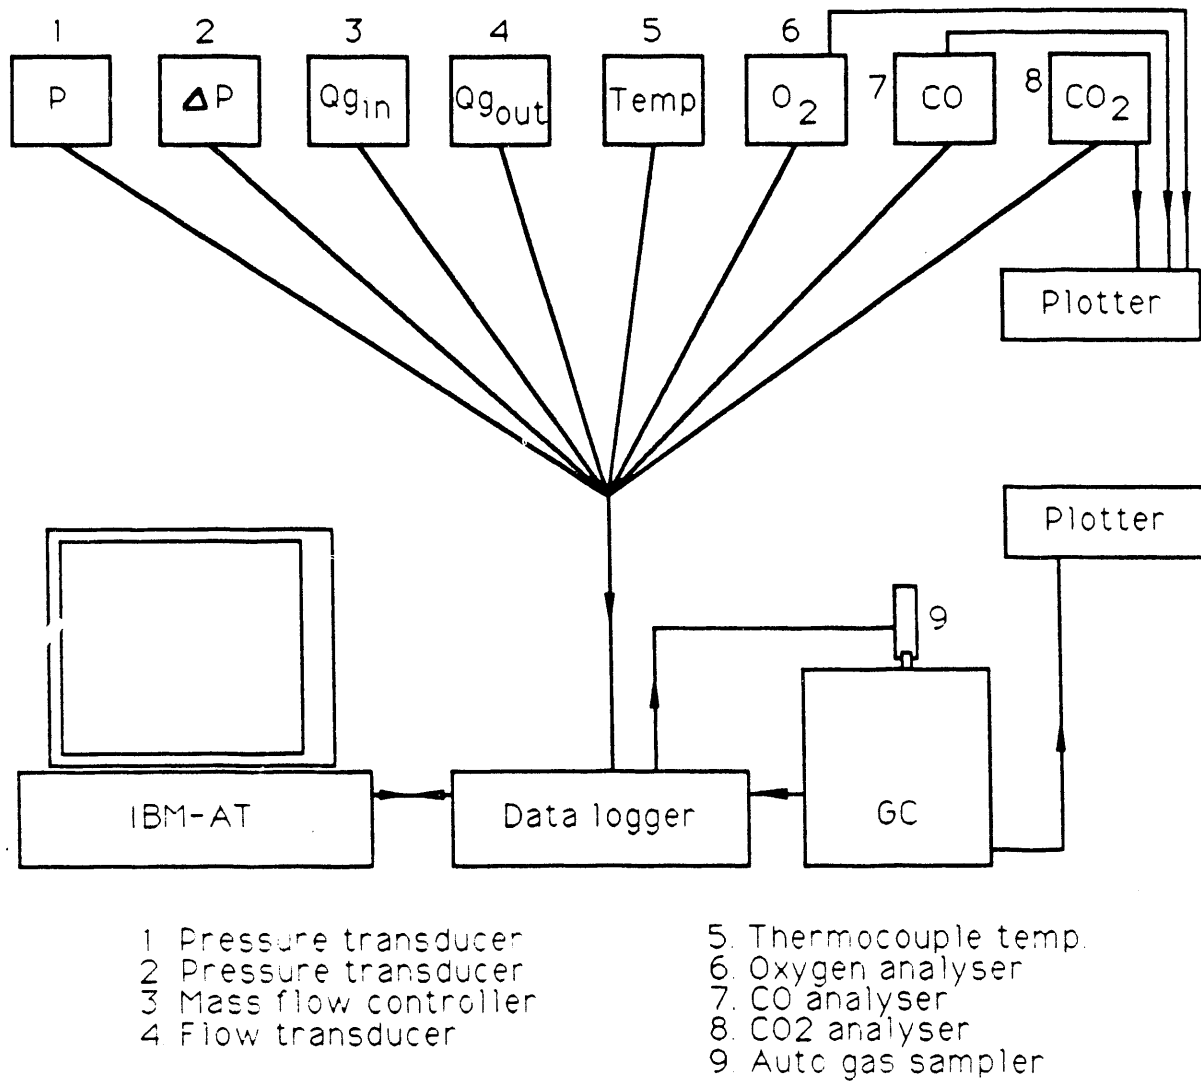 1 2 3 4 5 6
P ΔP Qgin Qgout Temp O2 7 CO 8 CO2
Plotter
Plotter
9
IBM-AT Data logger GC
1 Pressure transducer
2 Pressure transducer
3 Mass flow controller
4. Flow transducer
5. Thermocouple temp.
6. Oxygen analyser
7. CO analyser
8. CO2 analyser
9. Auto gas sampler